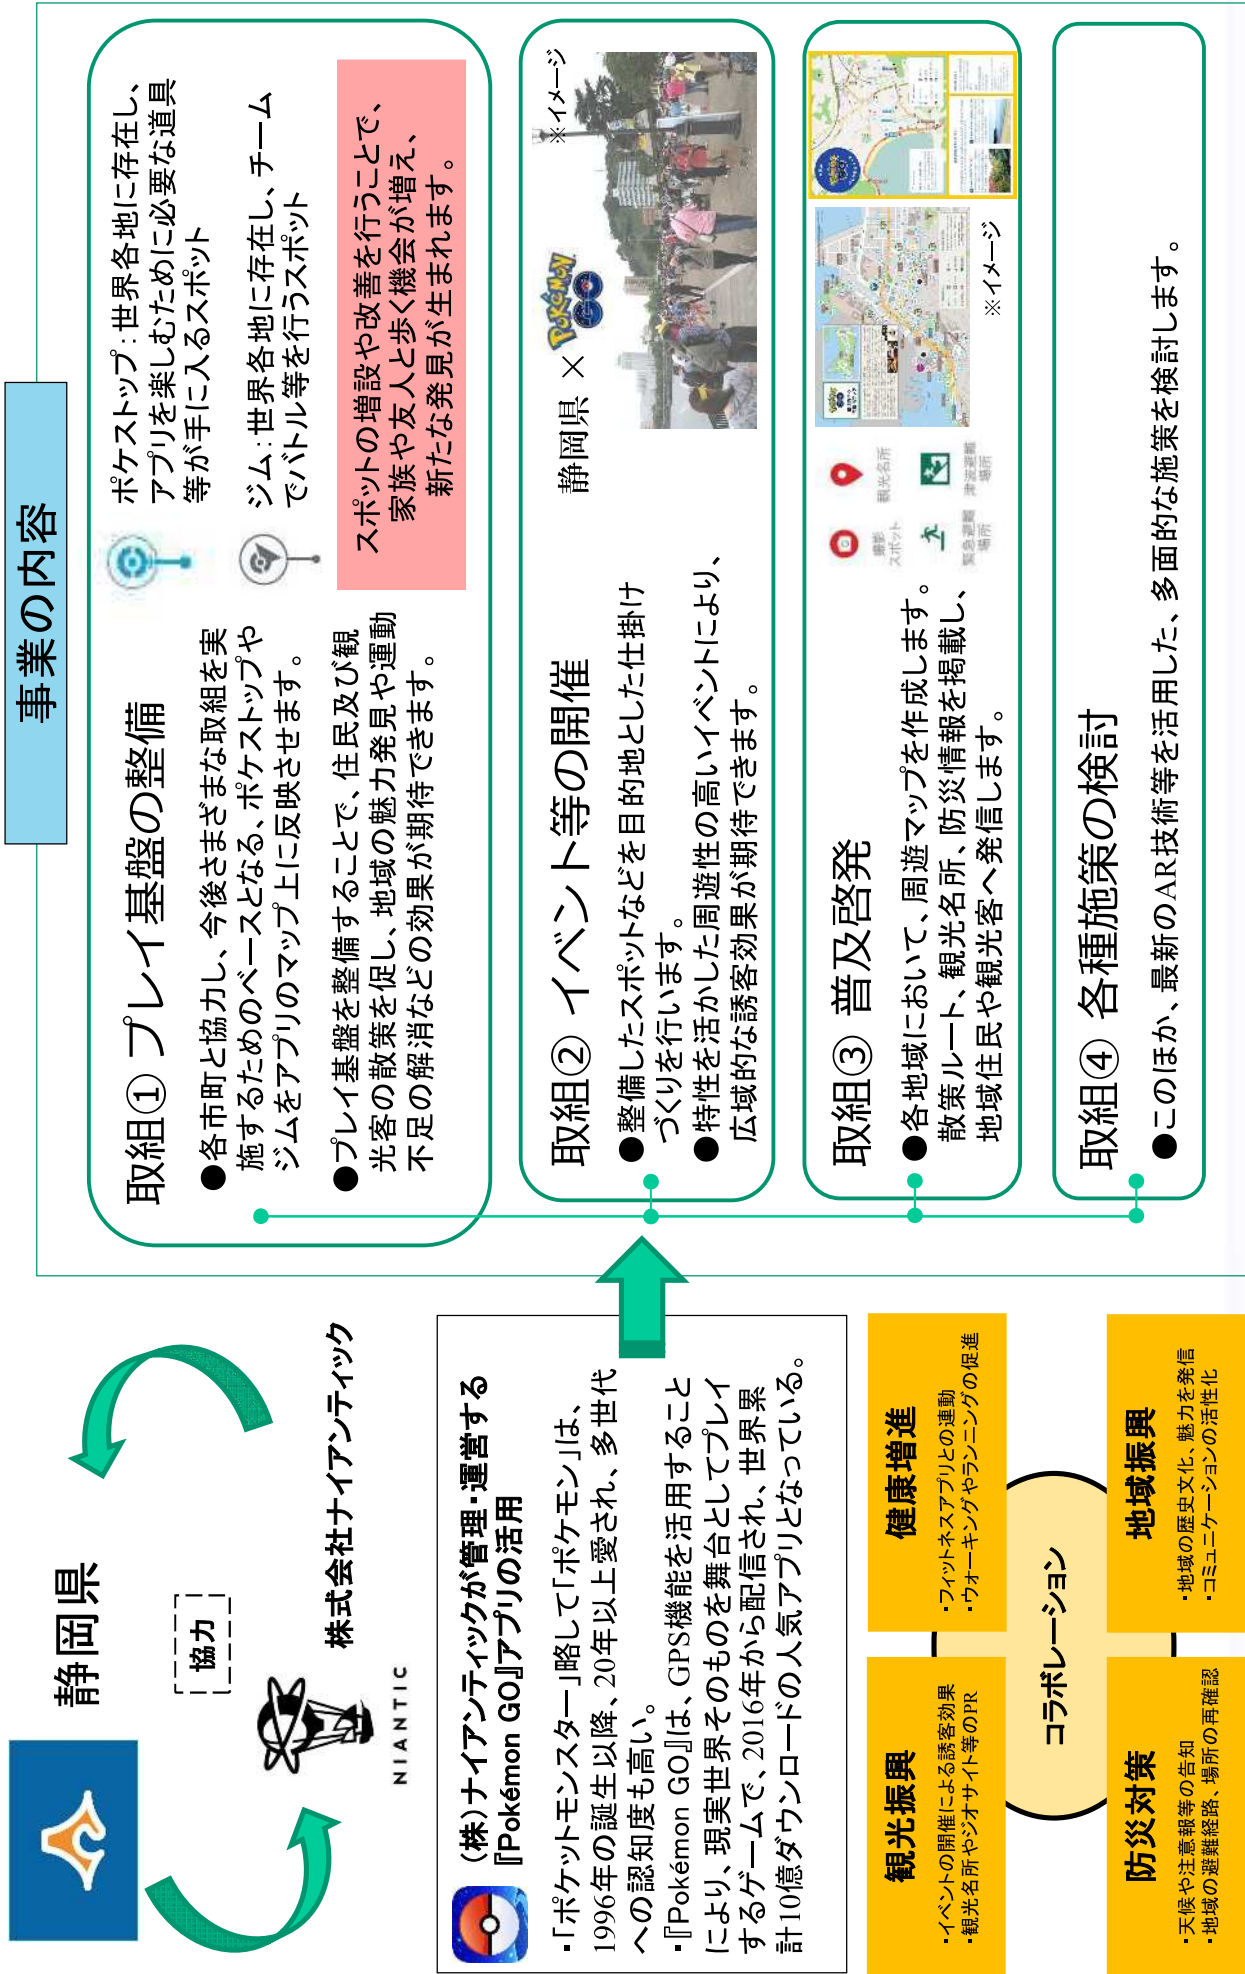 静岡県
協力
株式会社ナイアンティック
NIANTIC
(株)ナイアンティックが管理・運営する
『Pokémon GO』アプリの活用
・「ポケットモンスター」略して「ポケモン」は、
1996年の誕生以降、20年以上愛され、多世代
への認知度も高い。
・『Pokémon GO』は、GPS機能を活用すること
により、現実世界そのものを舞台としてプレイ
するゲームで、2016年から配信され、世界累
計10億ダウンロードの人気アプリとなっている。
観光振興
・イベントの開催による誘客効果
・観光名所やジオサイト等のPR
健康増進
・フィットネスアプリとの連動
・ウォーキングやランニングの促進
コラボレーション
防災対策
・天候や注意報等の告知
・地域の避難経路、場所の再確認
地域振興
・地域の歴史文化、魅力を発信
・コミュニケーションの活性化
事業の内容
取組① プレイ基盤の整備
●各市町と協力し、今後さまざまな取組を実
施するためのベースとなる、ポケストップや
ジムをアプリのマップ上に反映させます。
●プレイ基盤を整備することで、住民及び観
光客の散策を促し、地域の魅力発見や運動
不足の解消などの効果が期待できます。
ポケストップ:世界各地に存在し、
アプリを楽しむために必要な道具
等が手に入るスポット
ジム:世界各地に存在し、チーム
でバトル等を行うスポット
スポットの増設や改善を行うことで、
家族や友人と歩く機会が増え、
新たな発見が生まれます。
取組② イベント等の開催
●整備したスポットなどを目的地とした仕掛け
づくりを行います。
●特性を活かした周遊性の高いイベントにより、
広域的な誘客効果が期待できます。
静岡県 ×
POKéMON
GO
※イメージ
取組③ 普及啓発
●各地域において、周遊マップを作成します。
散策ルート、観光名所、防災情報を掲載し、
地域住民や観光客へ発信します。
撮影
スポット
観光名所
緊急避難
場所
津波避難
場所
※イメージ
取組④ 各種施策の検討
●このほか、最新のAR技術等を活用した、多面的な施策を検討します。